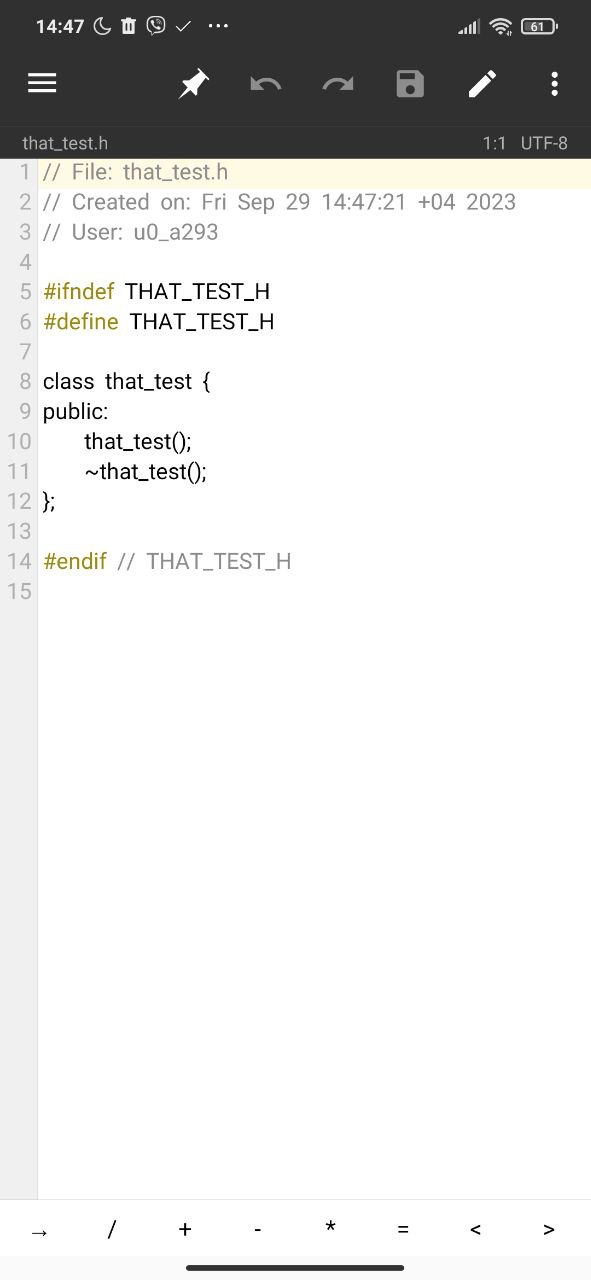 14:47 61
that_test.h 1:1 UTF-8
1 // File: that_test.h
2 // Created on: Fri Sep 29 14:47:21 +04 2023
3 // User: u0_a293
4
5 #ifndef THAT_TEST_H
6 #define THAT_TEST_H
7
8 class that_test {
9 public:
10 that_test();
11 ~that_test();
12 };
13
14 #endif // THAT_TEST_H
15
→ / + - * = < >